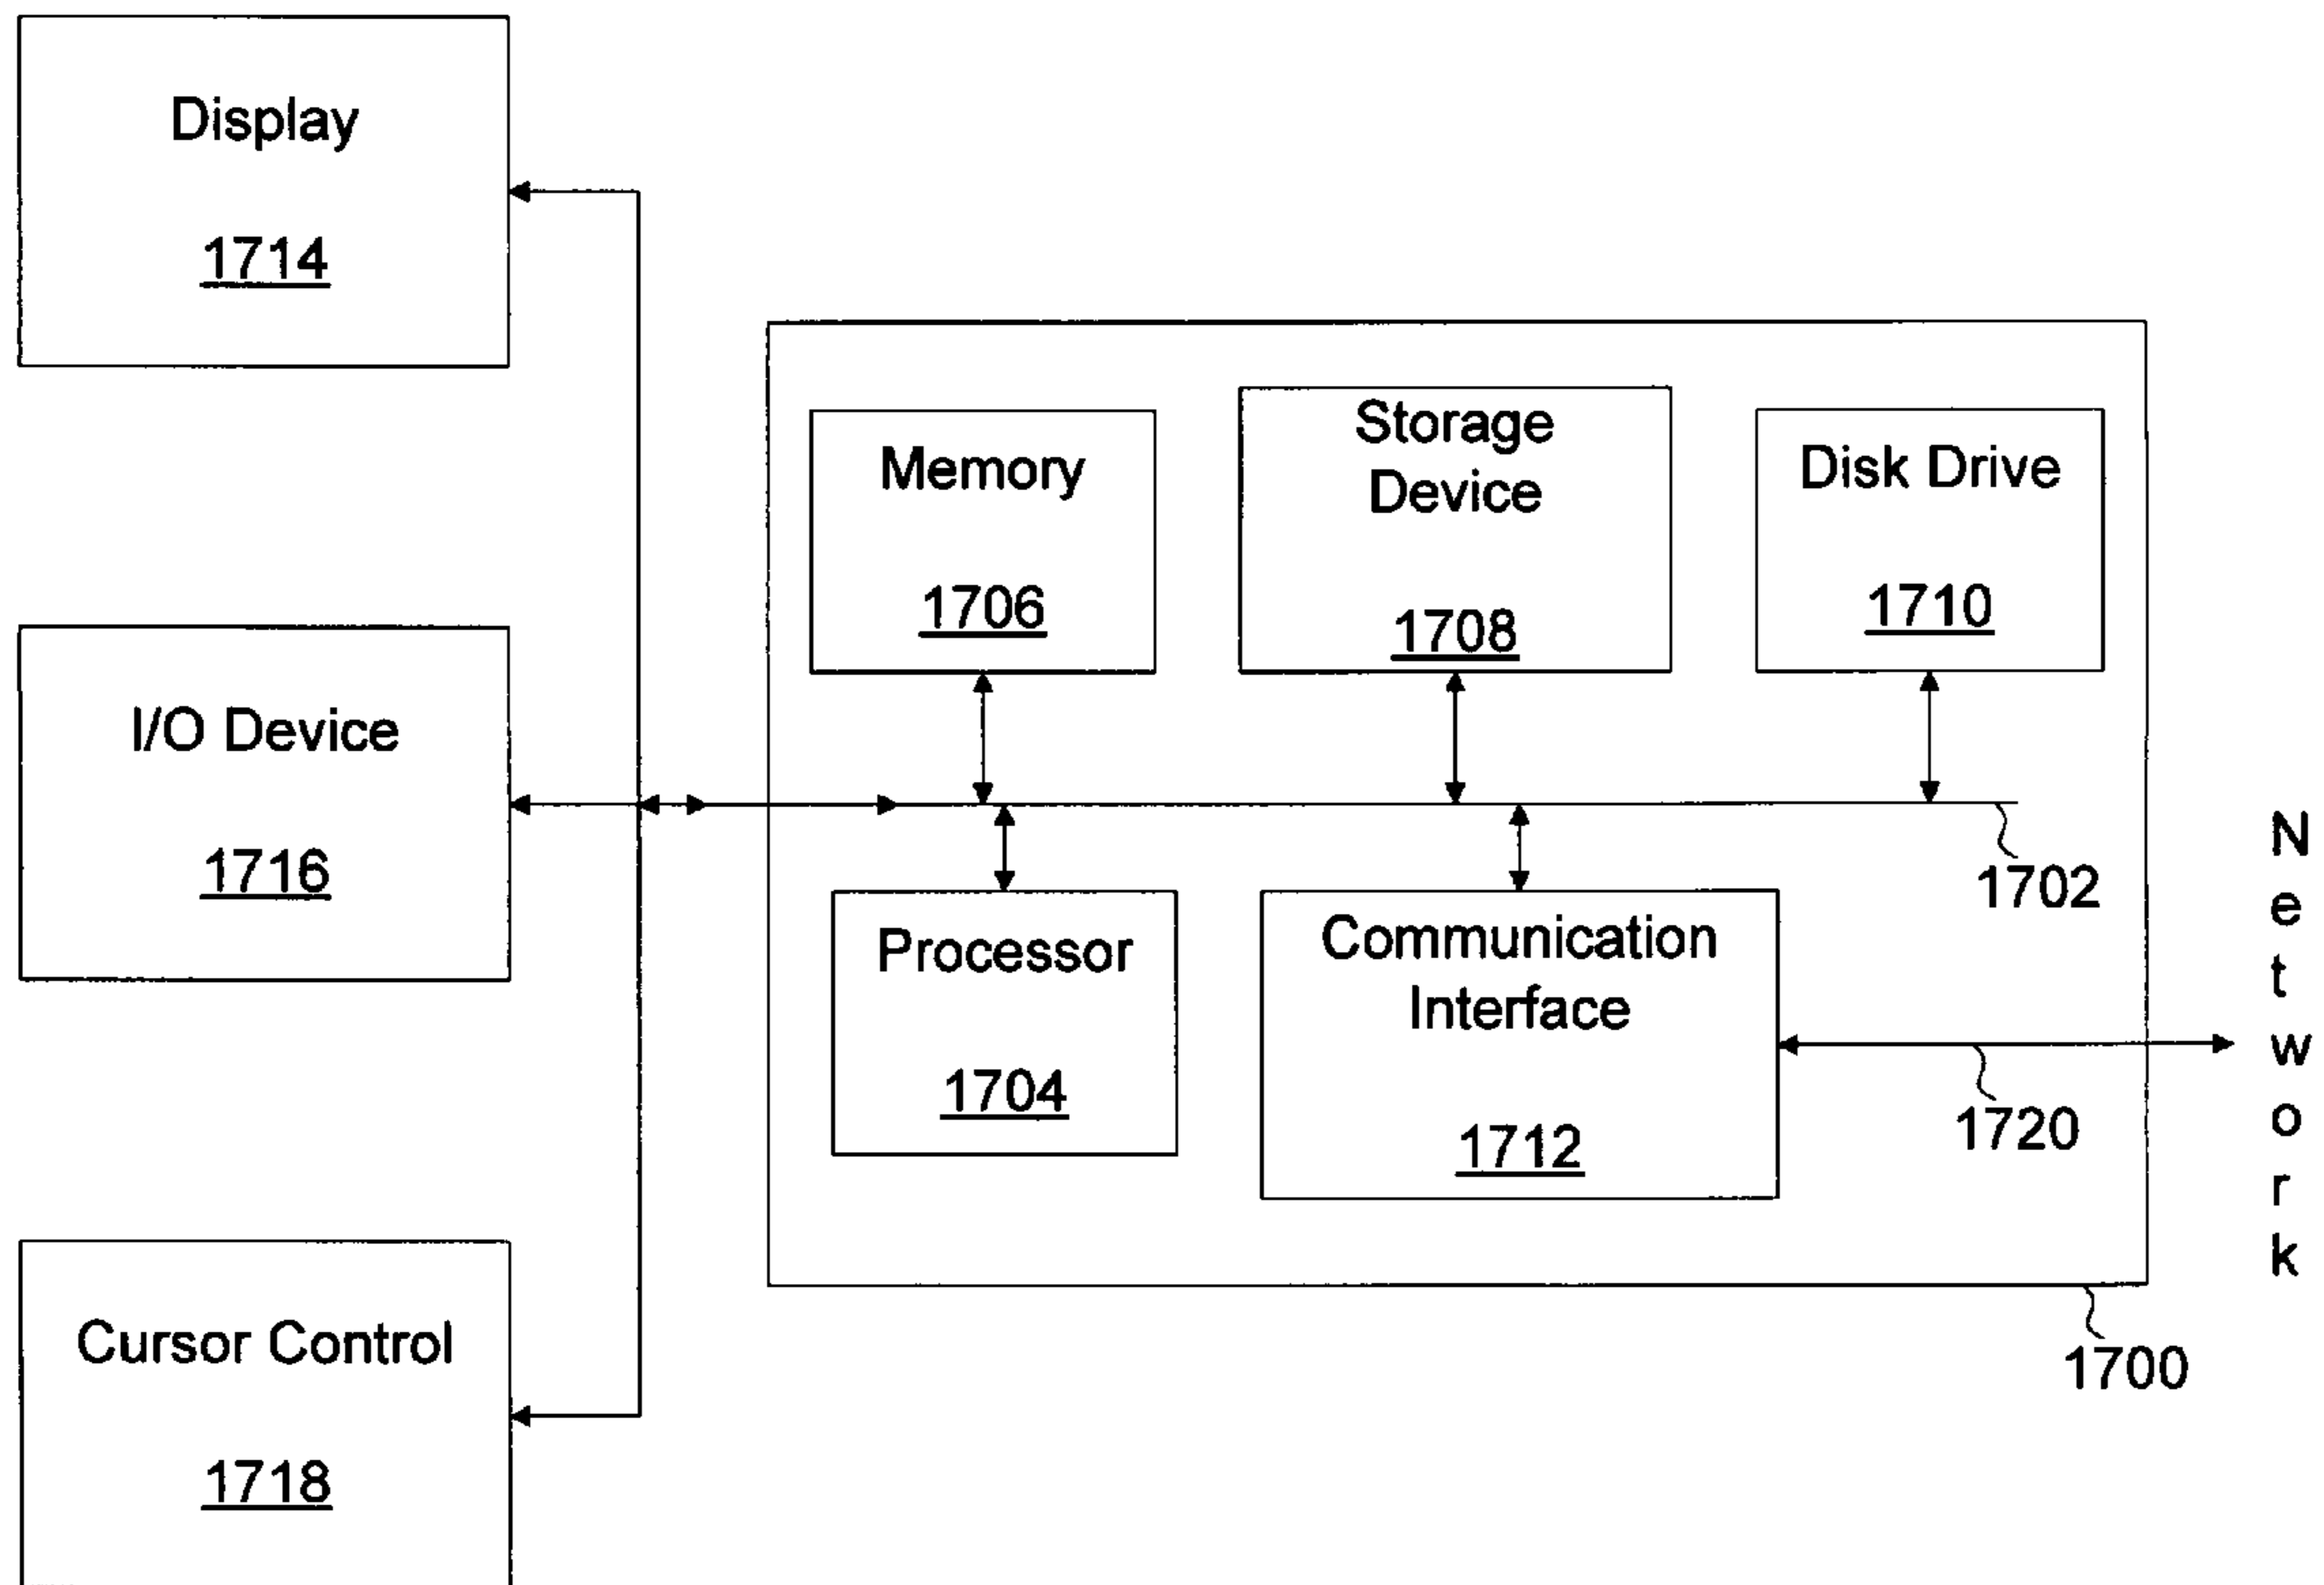 Display
1714
I/O Device
1716
Cursor Control
1718
Memory
1706
Storage
Device
1708
Disk Drive
1710
1702
Processor
1704
Communication
Interface
1712
1720
1700
Network